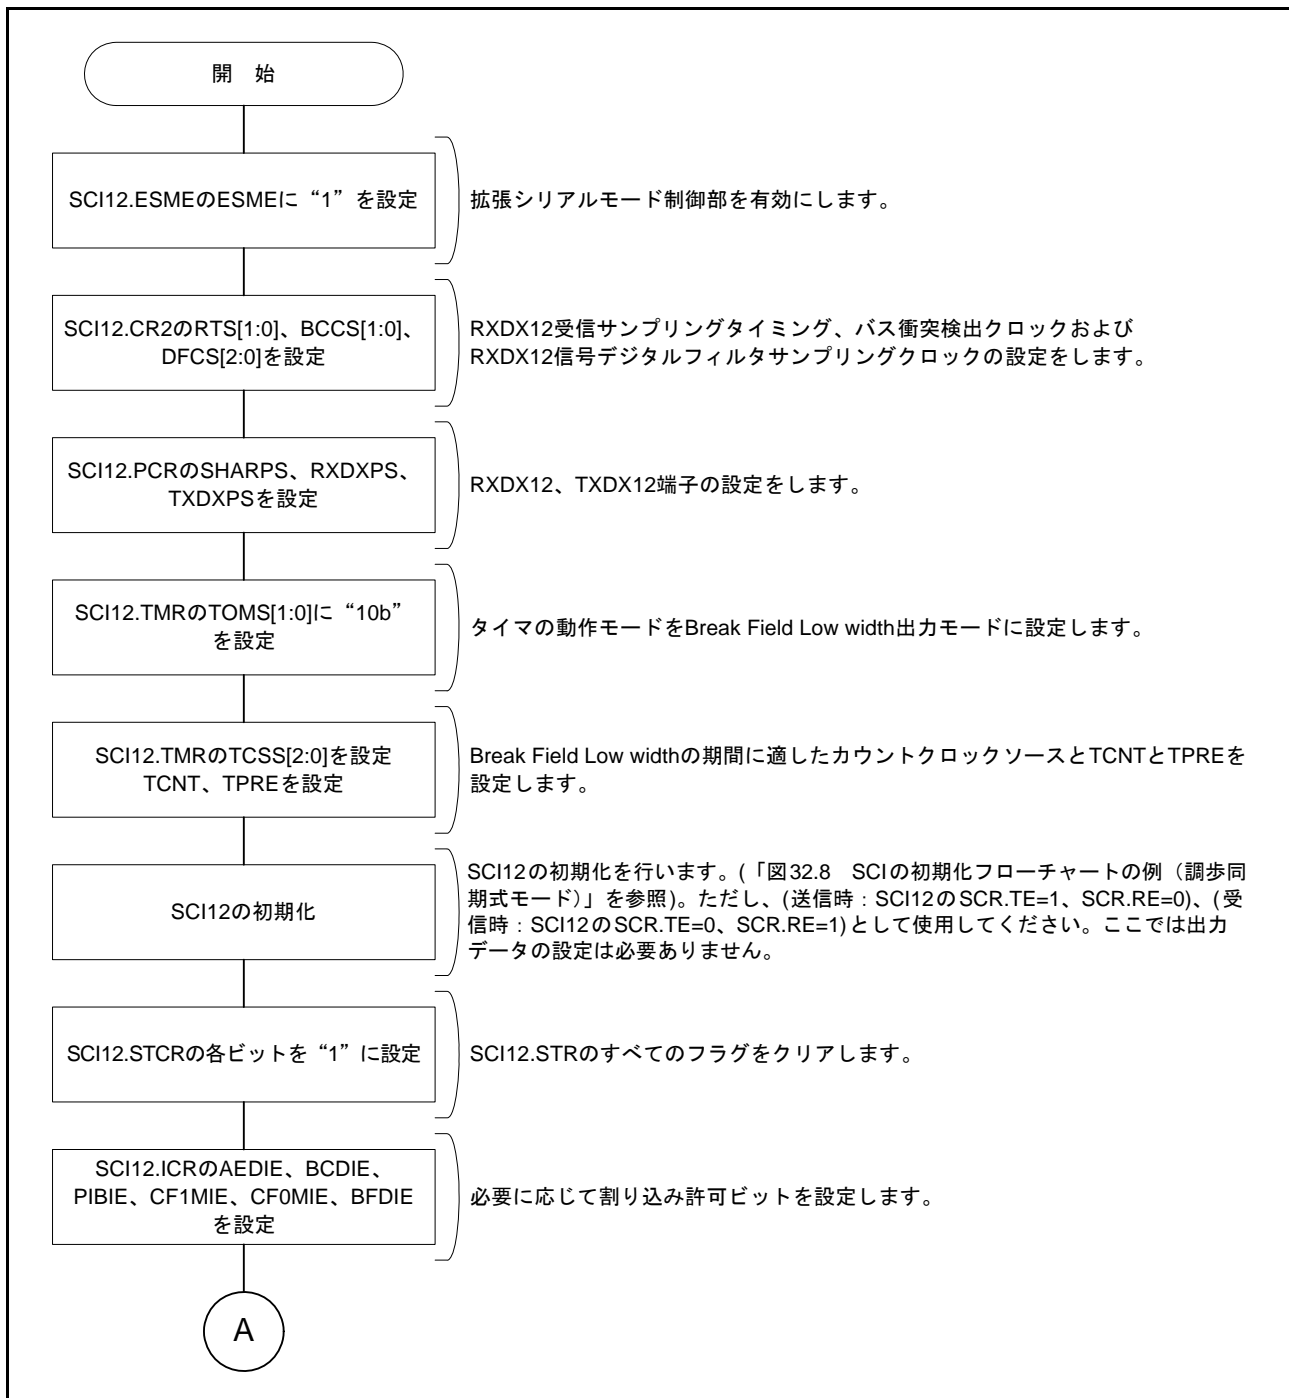 開　始
SCI12.ESMEのESMEに“1”を設定
拡張シリアルモード制御部を有効にします。
SCI12.CR2のRTS[1:0]、BCCS[1:0]、
DFCS[2:0]を設定
RXDX12受信サンプリングタイミング、バス衝突検出クロックおよび
RXDX12信号デジタルフィルタサンプリングクロックの設定をします。
SCI12.PCRのSHARPS、RXDXPS、
TXDXPSを設定
RXDX12、TXDX12端子の設定をします。
SCI12.TMRのTOMS[1:0]に“10b”
を設定
タイマの動作モードをBreak Field Low width出力モードに設定します。
SCI12.TMRのTCSS[2:0]を設定
TCNT、TPREを設定
Break Field Low widthの期間に適したカウントクロックソースとTCNTとTPREを
設定します。
SCI12の初期化
SCI12の初期化を行います。(「図32.8　SCIの初期化フローチャートの例（調歩同
期式モード）」を参照)。ただし、(送信時：SCI12のSCR.TE=1、SCR.RE=0)、(受
信時：SCI12のSCR.TE=0、SCR.RE=1)として使用してください。ここでは出力
データの設定は必要ありません。
SCI12.STCRの各ビットを“1”に設定
SCI12.STRのすべてのフラグをクリアします。
SCI12.ICRのAEDIE、BCDIE、
PIBIE、CF1MIE、CF0MIE、BFDIE
を設定
必要に応じて割り込み許可ビットを設定します。
A